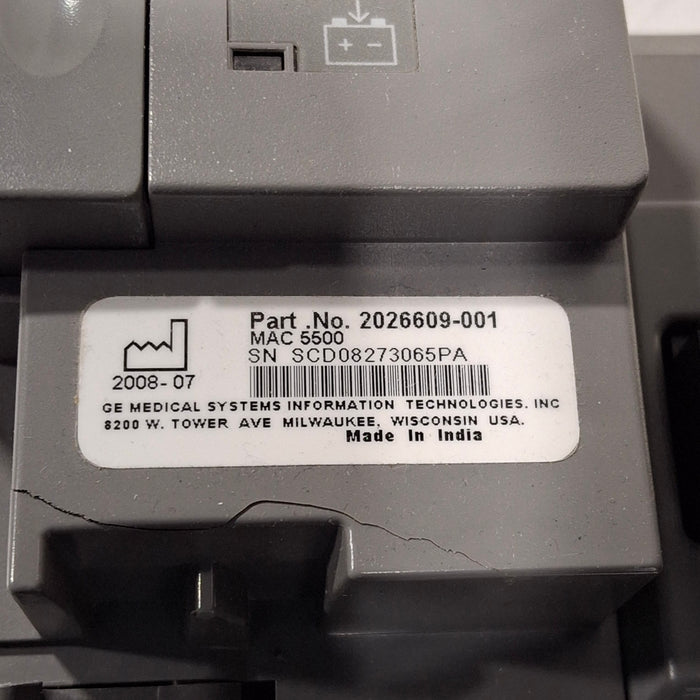 Part .No. 2026609-001
MAC 5500
SN SCD08273065PA
2008-07
GE MEDICAL SYSTEMS INFORMATION TECHNOLOGIES. INC
8200 W. TOWER AVE MILWAUKEE, WISCONSIN USA.
Made In India